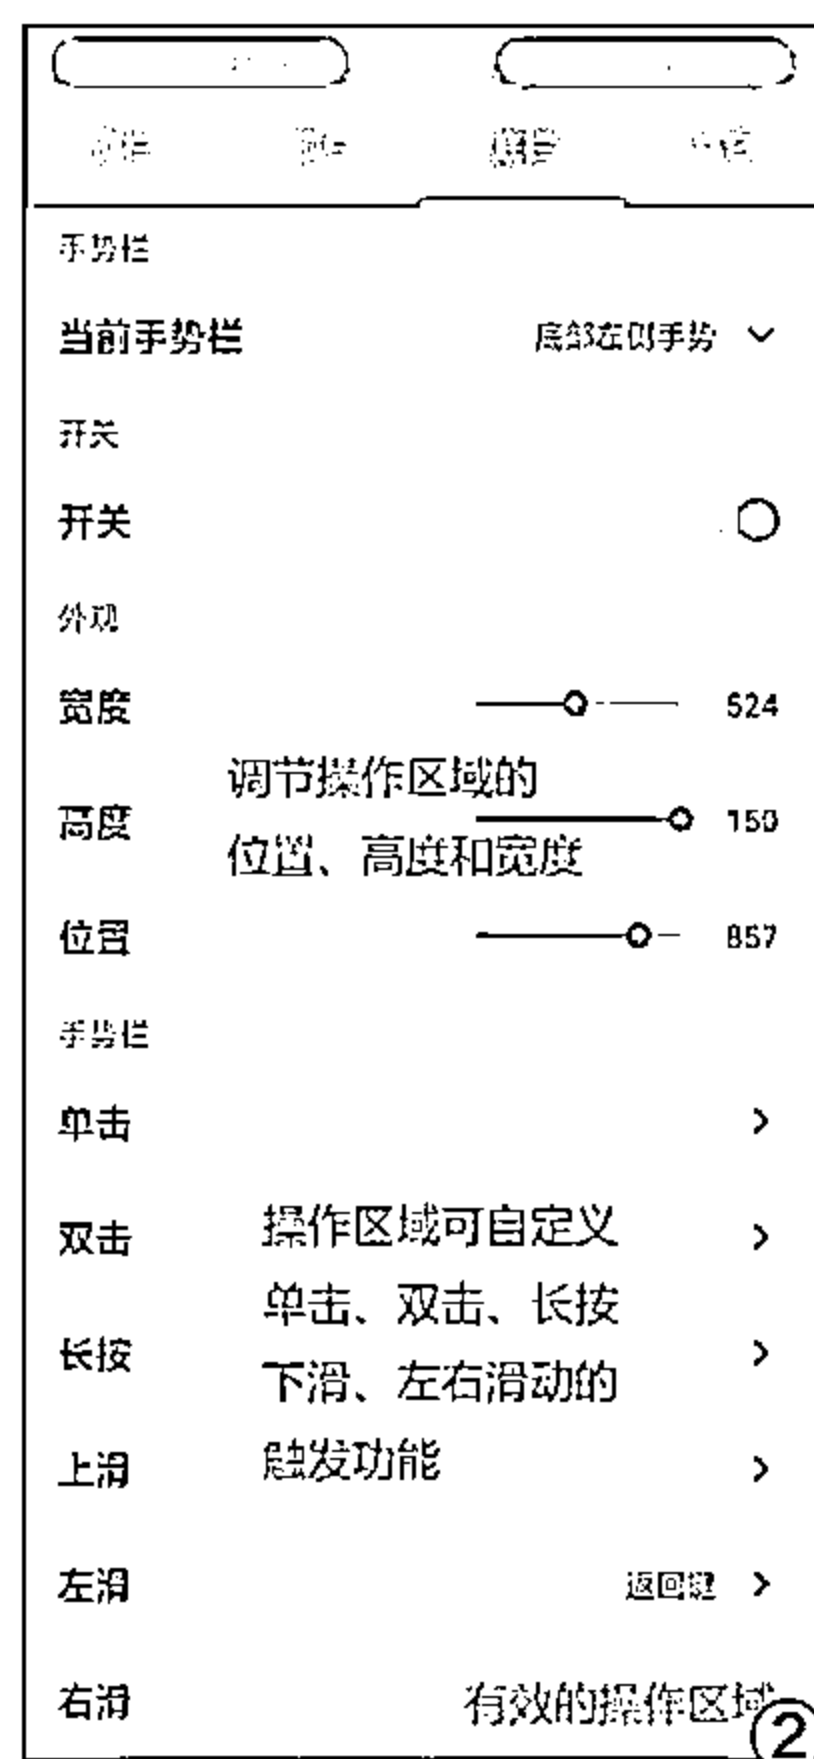 手势栏
当前手势栏 底部左侧手势
开关
开关
外观
宽度 524
调节操作区域的
高度 150
位置、高度和宽度
位置 857
手势栏
单击
双击 操作区域可自定义
单击、双击、长按
长按
下滑、左右滑动的
上滑 触发功能
左滑 返回键
右滑 有效的操作区域
②